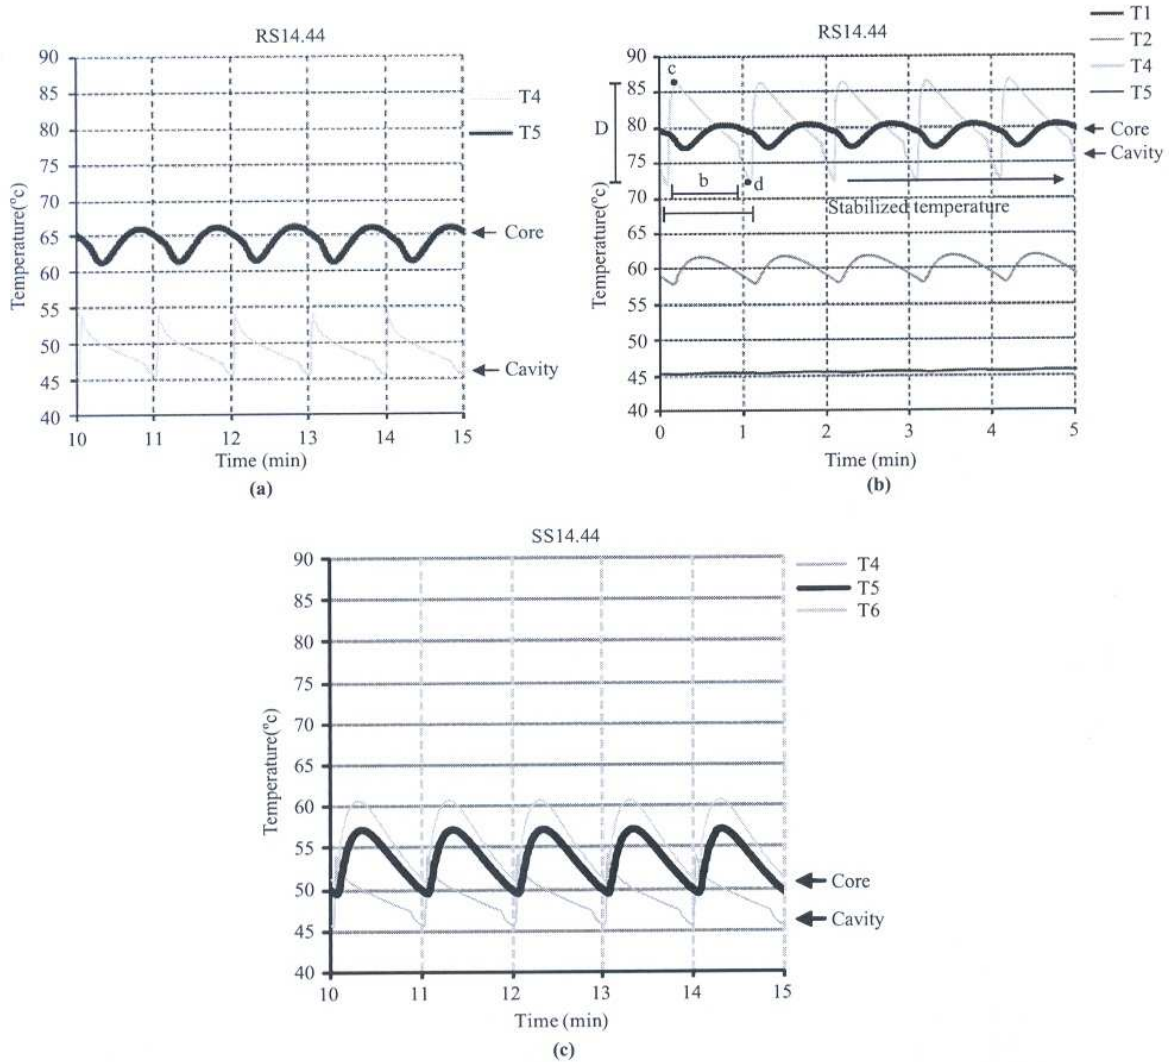 RS14.44
90
85
80
75
70
65
60
55
50
45
40
Temperature(°c)
10 11 12 13 14 15
Time (min)
(a)
T4
T5
Core
Cavity
RS14.44
90
85
80
75
70
65
60
55
50
45
40
Temperature(°c)
D
c
b
d
Stabilized temperature
0 1 2 3 4 5
Time (min)
(b)
T1
T2
T4
T5
Core
Cavity
SS14.44
90
85
80
75
70
65
60
55
50
45
40
Temperature(°c)
10 11 12 13 14 15
Time (min)
(c)
T4
T5
T6
Core
Cavity